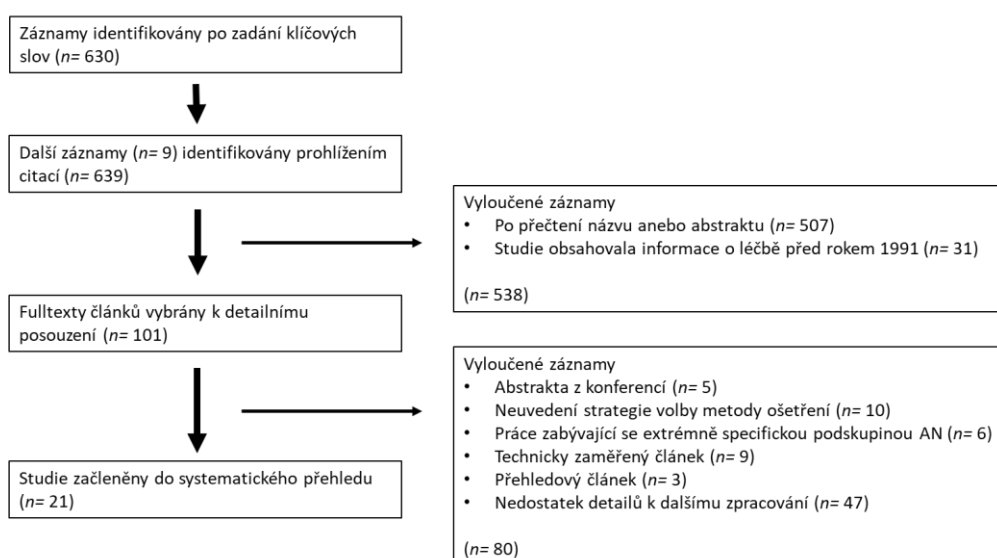 Záznamy identifikovány po zadání klíčových
slov (n= 630)
Další záznamy (n= 9) identifikovány prohlížením
citací (n= 639)
Vyloučené záznamy
• Po přečtení názvu anebo abstraktu (n= 507)
• Studie obsahovala informace o léčbě před rokem 1991 (n= 31)
(n= 538)
Fulltexty článků vybrány k detailnímu
posouzení (n= 101)
Vyloučené záznamy
• Abstrakta z konferencí (n= 5)
• Neuvedení strategie volby metody ošetření (n= 10)
• Práce zabývající se extrémně specifickou podskupinou AN (n= 6)
• Technicky zaměřený článek (n= 9)
• Přehledový článek (n= 3)
• Nedostatek detailů k dalšímu zpracování (n= 47)
(n= 80)
Studie začleněny do systematického přehledu
(n= 21)